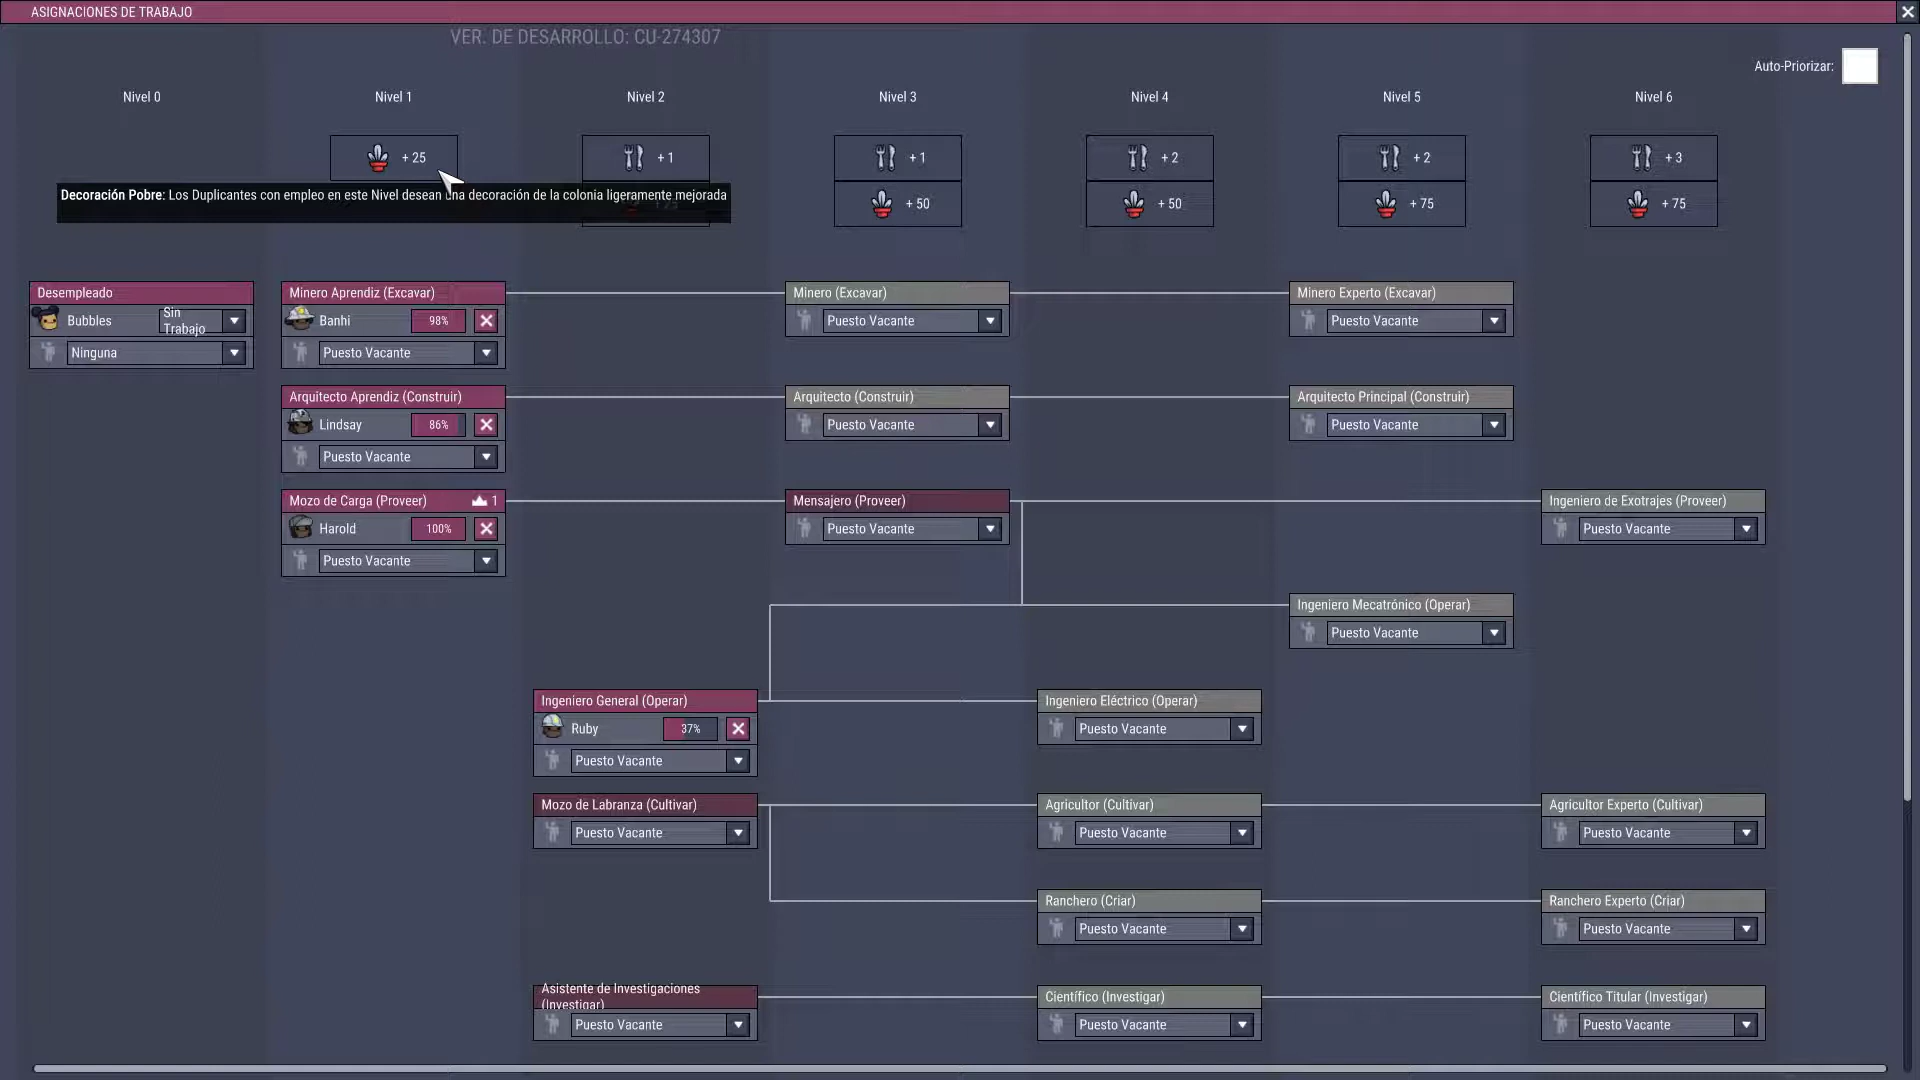 ASIGNACIONES DE TRABAJO
VER. DE DESARROLLO: CU-274307
Auto-Priorizar:
Nivel 0
Nivel 1
Nivel 2
Nivel 3
Nivel 4
Nivel 5
Nivel 6
+ 25
+ 1
+ 1
+ 2
+ 2
+ 3
Decoración Pobre: Los Duplicantes con empleo en este Nivel desean una decoración de la colonia ligeramente mejorada
+ 50
+ 50
+ 75
+ 75
Desempleado
Minero Aprendiz (Excavar)
Minero (Excavar)
Minero Experto (Excavar)
Bubbles
Sin
Trabajo
Banhi
98%
Puesto Vacante
Puesto Vacante
Ninguna
Puesto Vacante
Arquitecto Aprendiz (Construir)
Arquitecto (Construir)
Arquitecto Principal (Construir)
Lindsay
86%
Puesto Vacante
Puesto Vacante
Puesto Vacante
Mozo de Carga (Proveer)
1
Mensajero (Proveer)
Ingeniero de Exotrajes (Proveer)
Harold
100%
Puesto Vacante
Puesto Vacante
Puesto Vacante
Ingeniero Mecatrónico (Operar)
Puesto Vacante
Ingeniero General (Operar)
Ingeniero Eléctrico (Operar)
Ruby
37%
Puesto Vacante
Puesto Vacante
Mozo de Labranza (Cultivar)
Agricultor (Cultivar)
Agricultor Experto (Cultivar)
Puesto Vacante
Puesto Vacante
Puesto Vacante
Ranchero (Criar)
Ranchero Experto (Criar)
Puesto Vacante
Puesto Vacante
Asistente de Investigaciones
(Investigar)
Científico (Investigar)
Científico Titular (Investigar)
Puesto Vacante
Puesto Vacante
Puesto Vacante